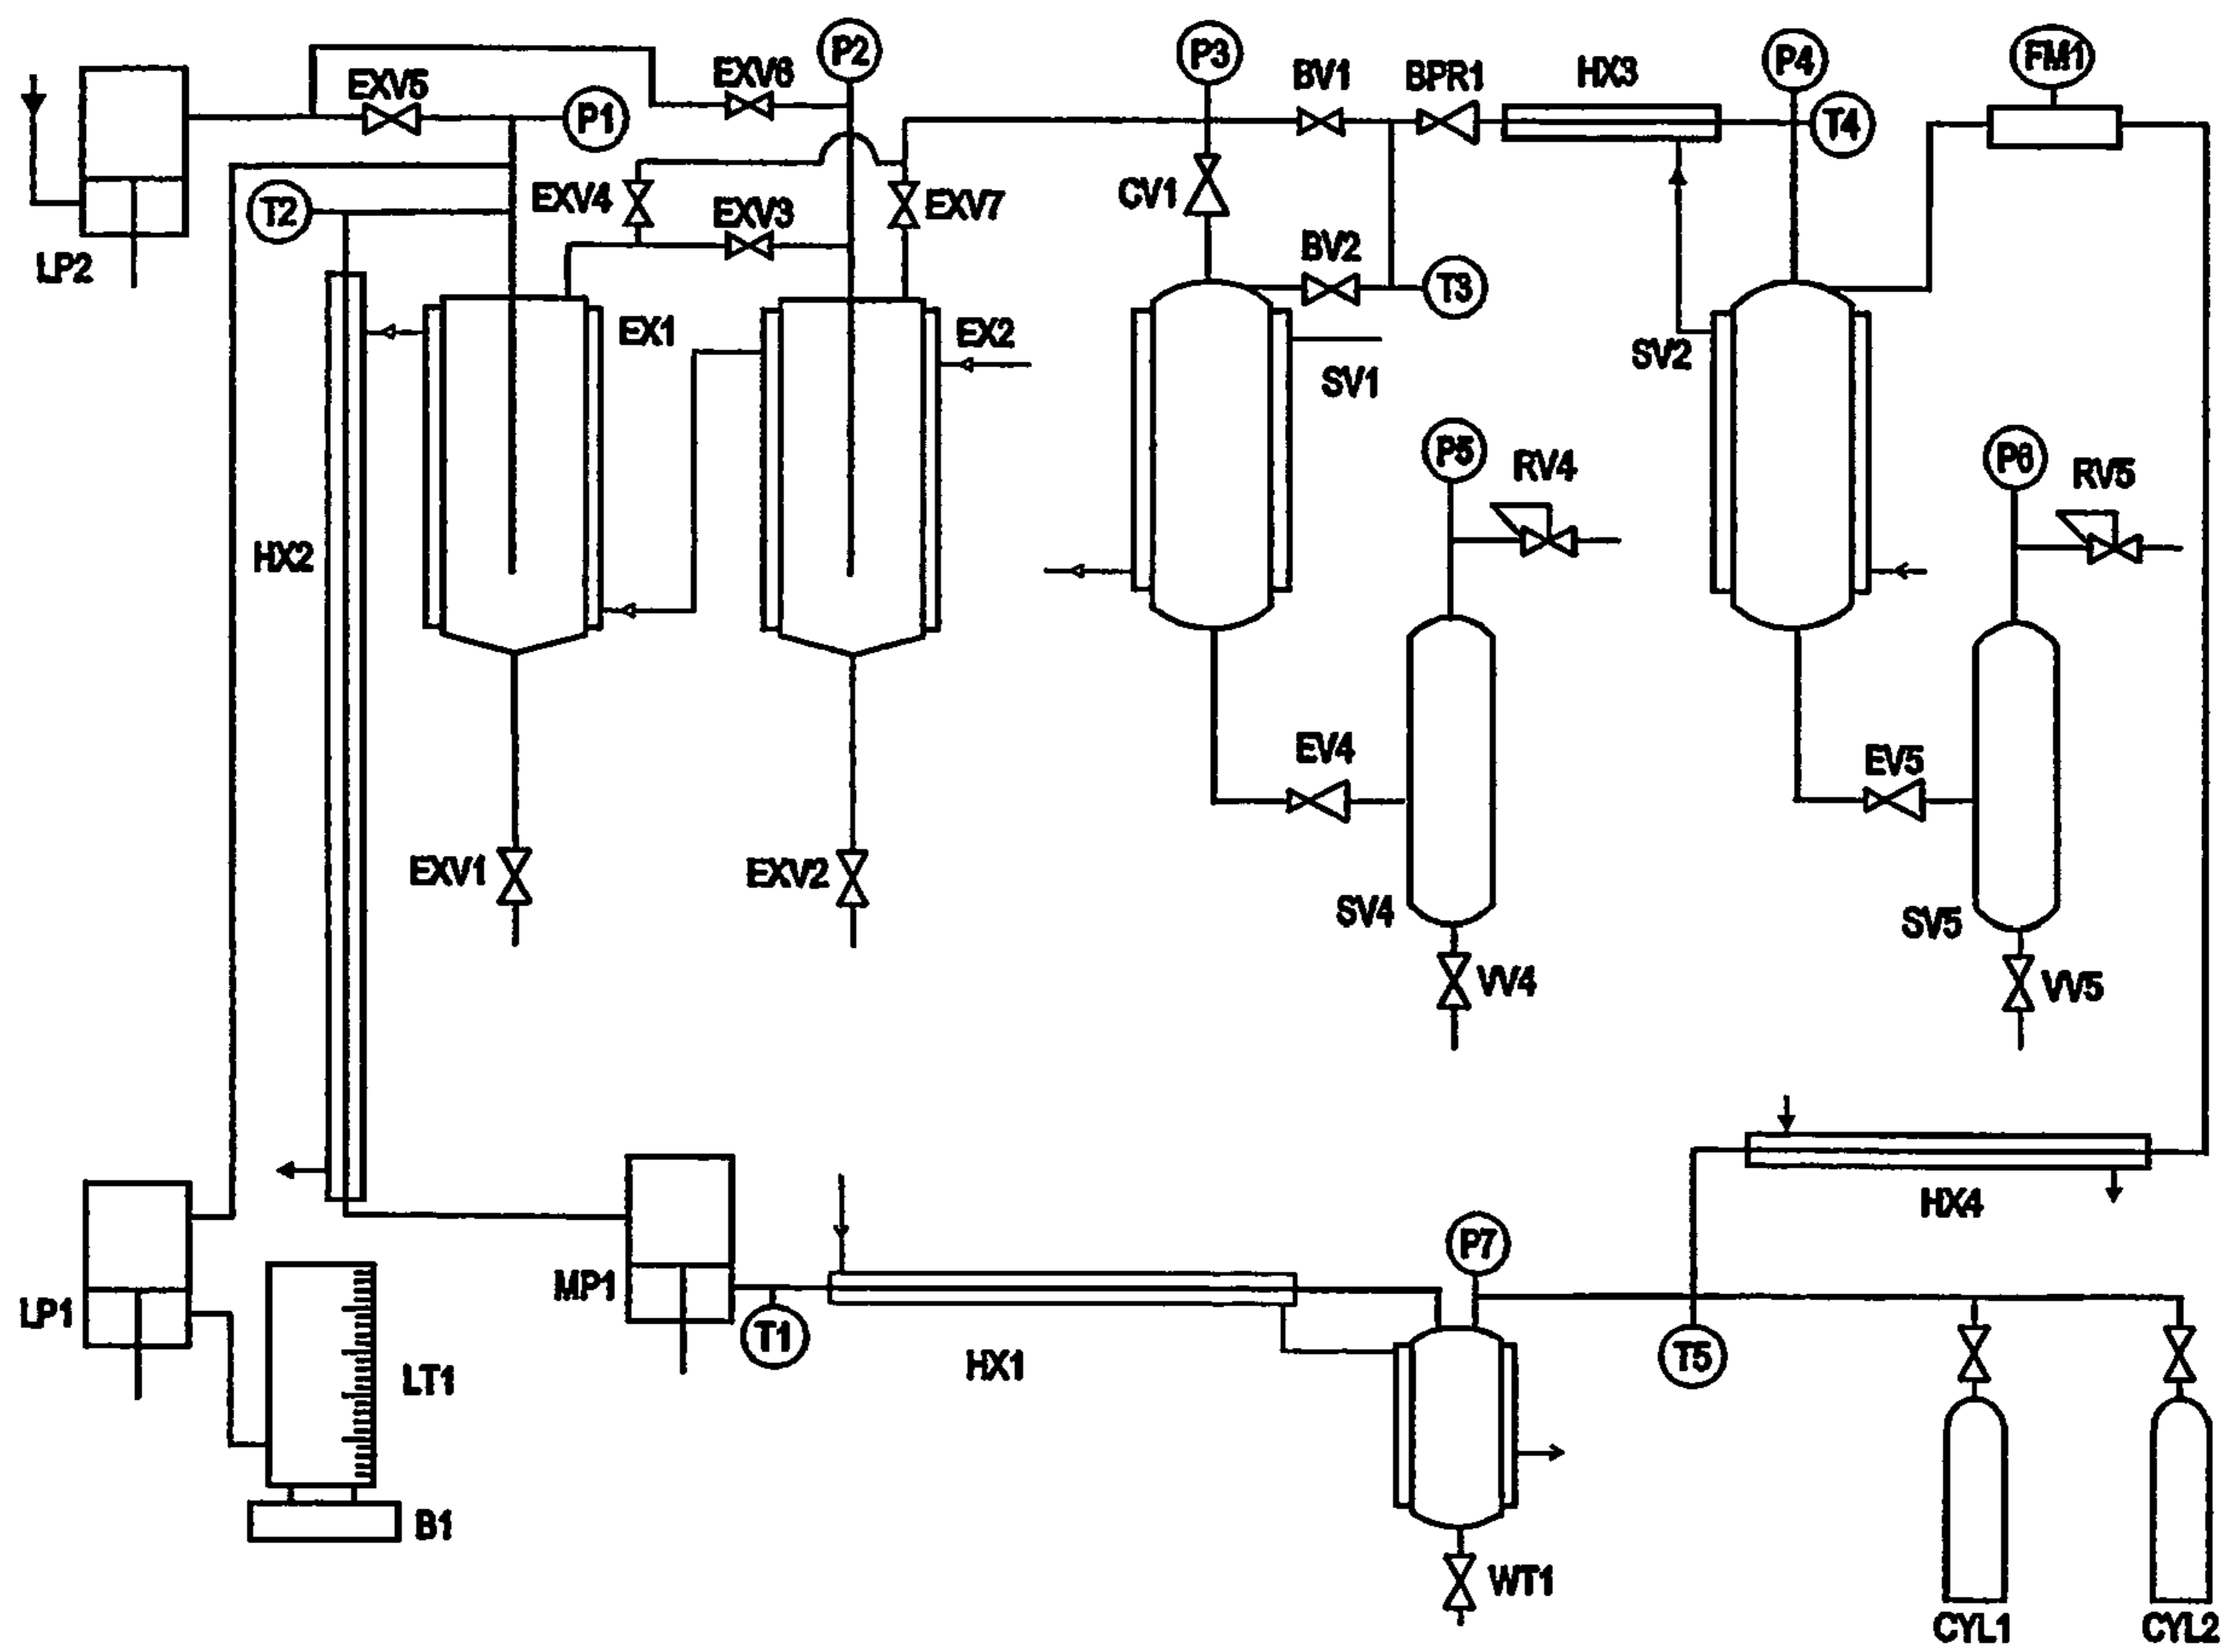 P2
P3
P4
FM1
EXV5
EXV6
BV1
BPR1
HX3
P1
T4
LP2
T2
EXV4
EXV3
EXV7
CV1
BV2
T3
EX1
EX2
SV1
SV2
HX2
P5
RV4
P6
RV5
EXV1
EXV2
EV4
EV5
SV4
SV5
VV4
VV5
HX4
LP1
MP1
T1
P7
LT1
HX1
T5
B1
WT1
CYL1
CYL2